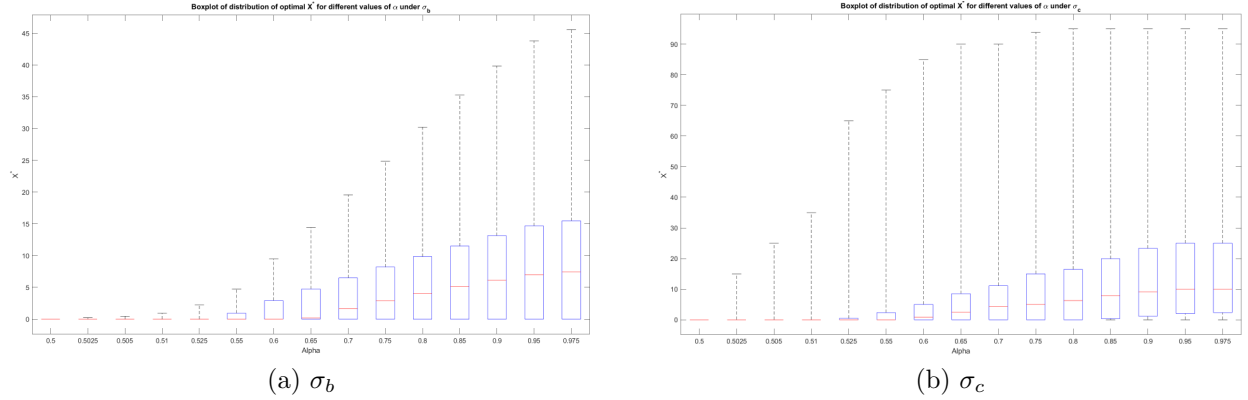 Boxplot of distribution of optimal X* for different values of α under σ_b
45
40
35
30
25
20
15
10
5
0
X*
0.5 0.5025 0.505 0.51 0.525 0.55 0.6 0.65 0.7 0.75 0.8 0.85 0.9 0.95 0.975
Alpha
(a) σ_b
Boxplot of distribution of optimal X* for different values of α under σ_c
90
80
70
60
50
40
30
20
10
0
X*
0.5 0.5025 0.505 0.51 0.525 0.55 0.6 0.65 0.7 0.75 0.8 0.85 0.9 0.95 0.975
Alpha
(b) σ_c